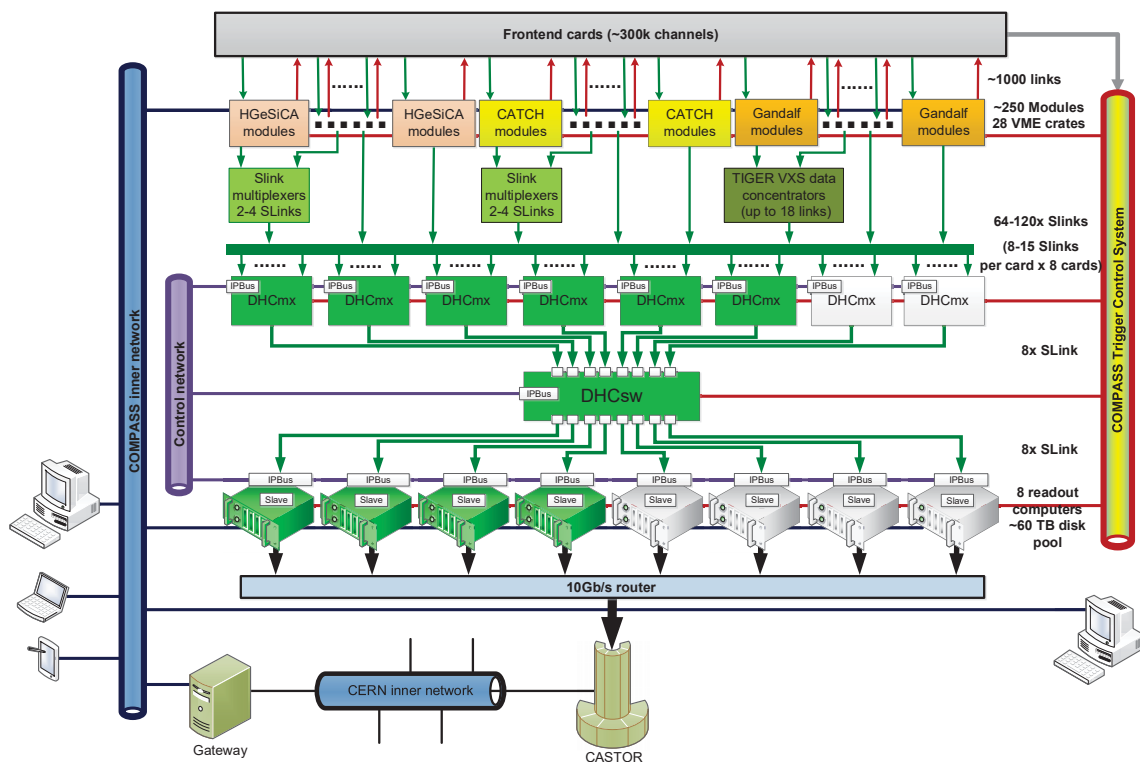 Frontend cards (~300k channels)
~1000 links
HGeSiCA
modules
HGeSiCA
modules
CATCH
modules
CATCH
modules
Gandalf
modules
Gandalf
modules
~250 Modules
28 VME crates
Slink
multiplexers
2-4 SLinks
Slink
multiplexers
2-4 SLinks
TIGER VXS data
concentrators
(up to 18 links)
64-120x Slinks
(8-15 Slinks
per card x 8 cards)
IPBus
DHCmx
IPBus
DHCmx
IPBus
DHCmx
IPBus
DHCmx
IPBus
DHCmx
IPBus
DHCmx
IPBus
DHCmx
IPBus
DHCmx
COMPASS inner network
Control network
COMPASS Trigger Control System
8x SLink
IPBus
DHCsw
8x SLink
IPBus
IPBus
IPBus
IPBus
IPBus
IPBus
IPBus
IPBus
Slave
Slave
Slave
Slave
Slave
Slave
Slave
Slave
8 readout
computers
~60 TB disk
pool
10Gb/s router
CERN inner network
Gateway
CASTOR